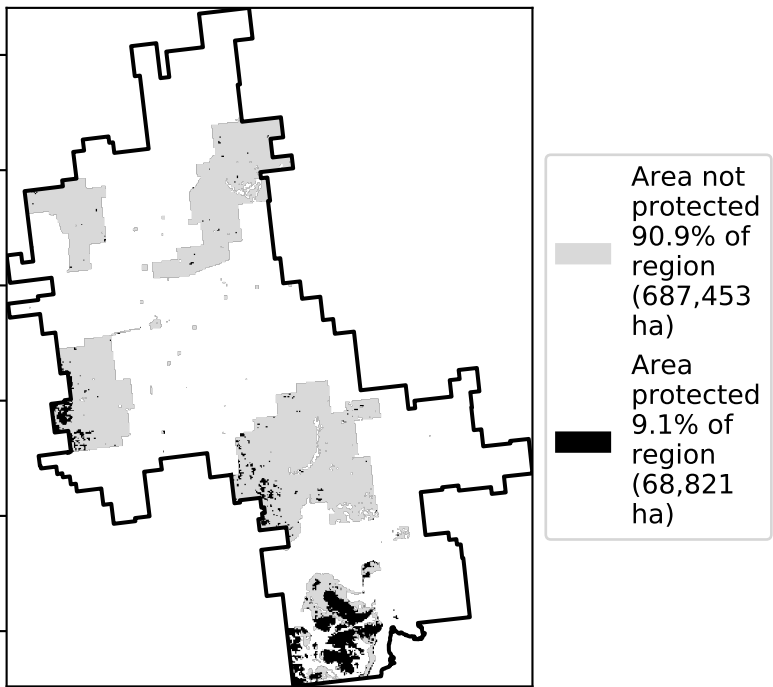 Area not
protected
90.9% of
region
(687,453
ha)
Area
protected
9.1% of
region
(68,821
ha)